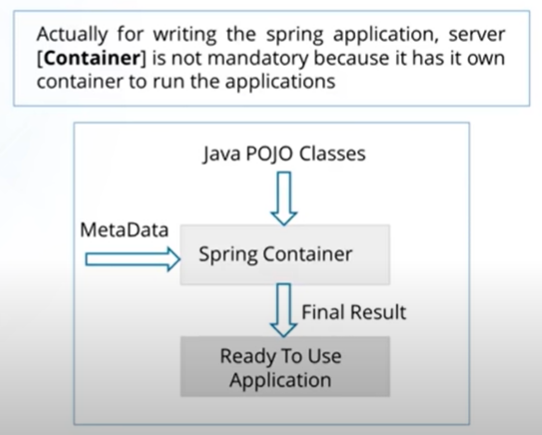 Actually for writing the spring application, server
[Container] is not mandatory because it has it own
container to run the applications
Java POJO Classes
MetaData
Spring Container
Final Result
Ready To Use
Application